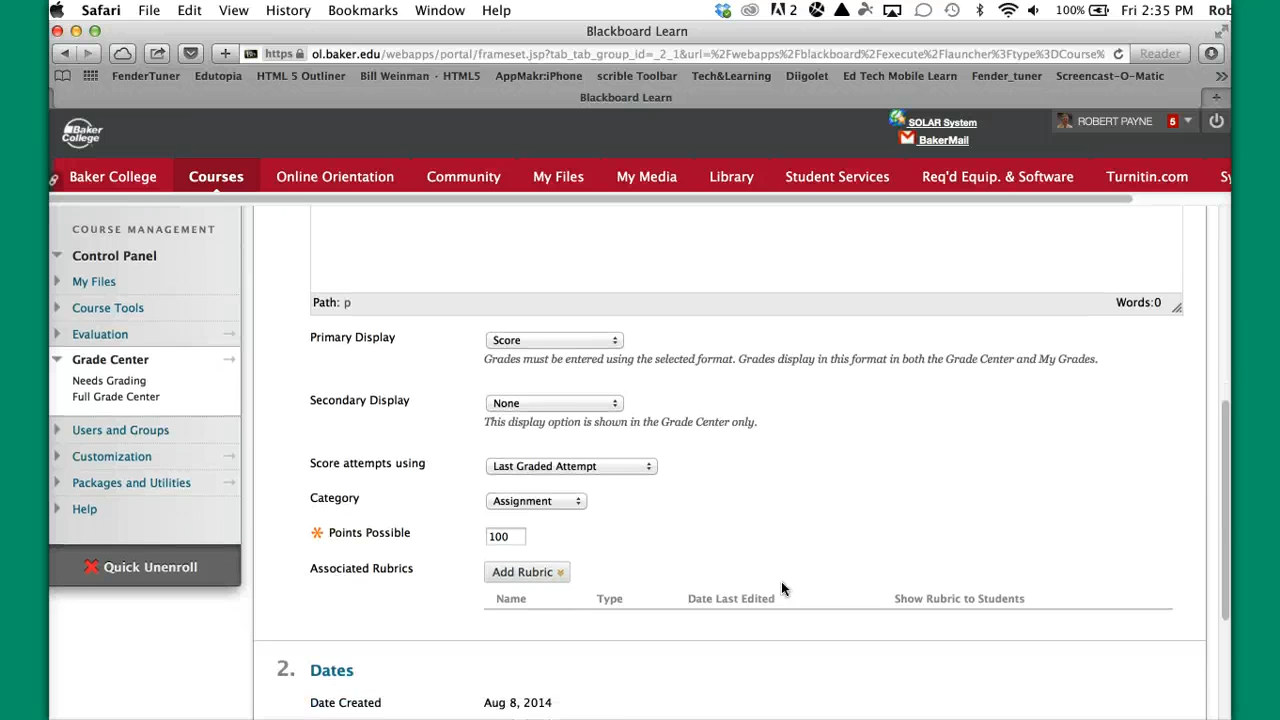 Safari File Edit View History Bookmarks Window Help 2 100% Fri 2:35 PM Rob
Blackboard Learn
https ol.baker.edu/webapps/portal/frameset.jsp?tab_tab_group_id=_2_1&url=%2Fwebapps%2Fblackboard%2Fexecute%2Flauncher%3Ftype%3DCourse% Reader
FenderTuner Edutopia HTML 5 Outliner Bill Weinman · HTML5 AppMakriPhone scrible Toolbar Tech&Learning Diigolet Ed Tech Mobile Learn Fender_tuner Screencast-O-Matic
Blackboard Learn
Baker College
SOLAR System
BakerMail
ROBERT PAYNE 5
Baker College Courses Online Orientation Community My Files My Media Library Student Services Req'd Equip. & Software Turnitin.com Sy
COURSE MANAGEMENT
Control Panel
My Files
Course Tools
Evaluation
Grade Center
Needs Grading
Full Grade Center
Users and Groups
Customization
Packages and Utilities
Help
Quick Unenroll
Path: p Words:0
Primary Display Score
Grades must be entered using the selected format. Grades display in this format in both the Grade Center and My Grades.
Secondary Display None
This display option is shown in the Grade Center only.
Score attempts using Last Graded Attempt
Category Assignment
Points Possible 100
Associated Rubrics Add Rubric
Name Type Date Last Edited Show Rubric to Students
2. Dates
Date Created Aug 8, 2014